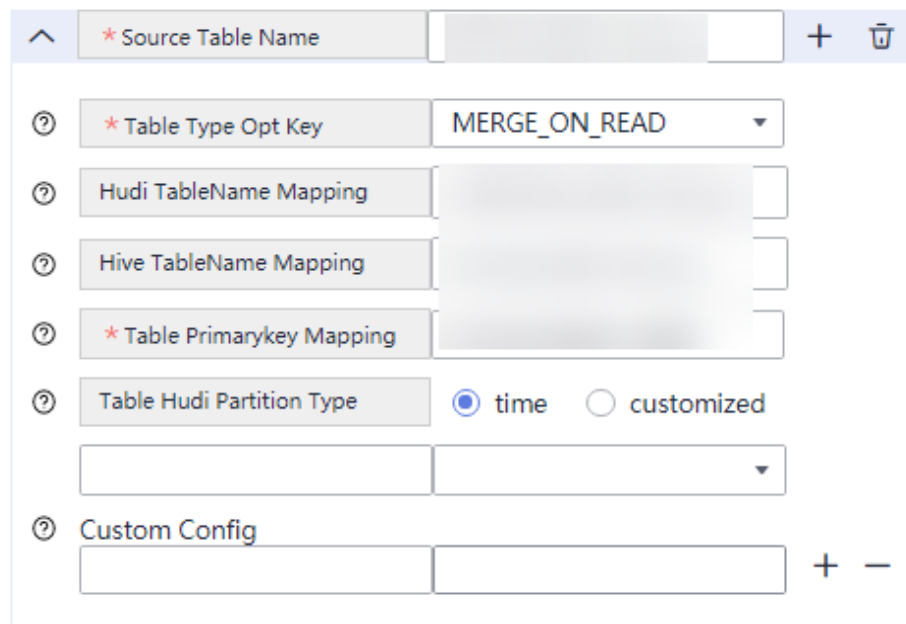 * Source Table Name
* Table Type Opt Key MERGE_ON_READ
Hudi TableName Mapping
Hive TableName Mapping
* Table Primarykey Mapping
Table Hudi Partition Type time customized
Custom Config